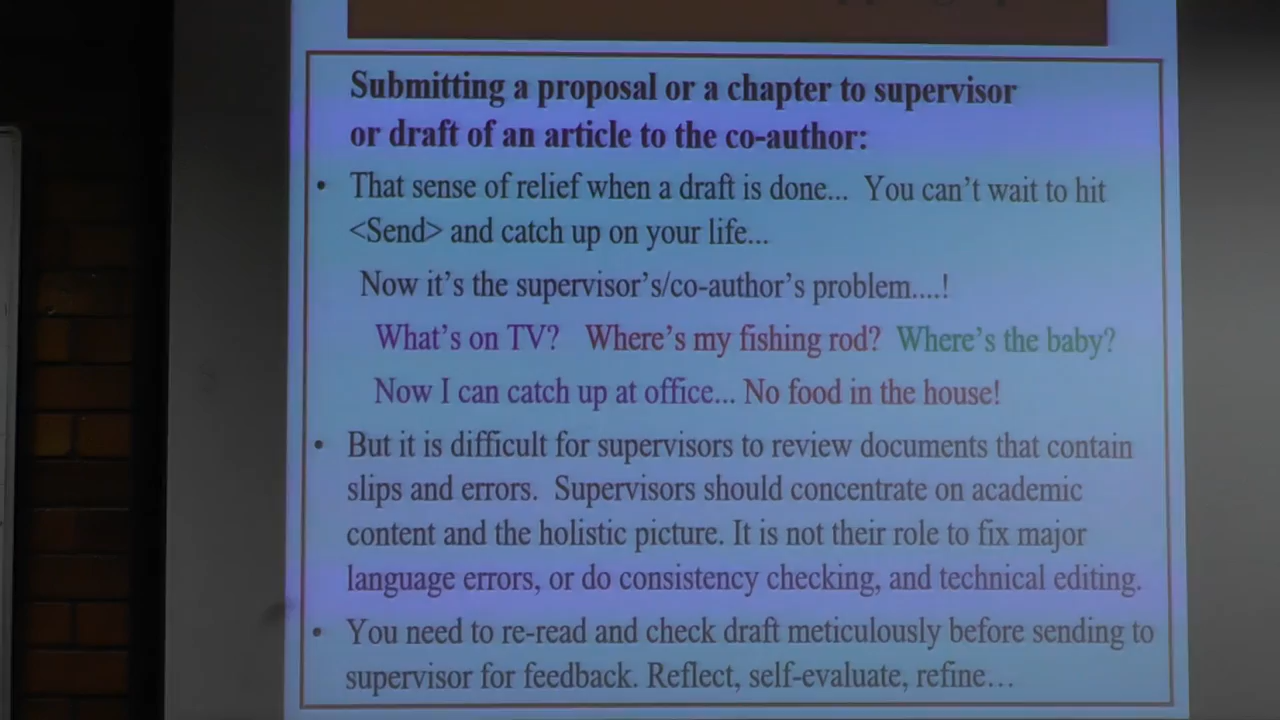 Submitting a proposal or a chapter to supervisor
or draft of an article to the co-author:
• That sense of relief when a draft is done... You can't wait to hit
<Send> and catch up on your life...
Now it's the supervisor's/co-author's problem....!
What's on TV? Where's my fishing rod? Where's the baby?
Now I can catch up at office... No food in the house!
• But it is difficult for supervisors to review documents that contain
slips and errors. Supervisors should concentrate on academic
content and the holistic picture. It is not their role to fix major
language errors, or do consistency checking, and technical editing.
• You need to re-read and check draft meticulously before sending to
supervisor for feedback. Reflect, self-evaluate, refine…